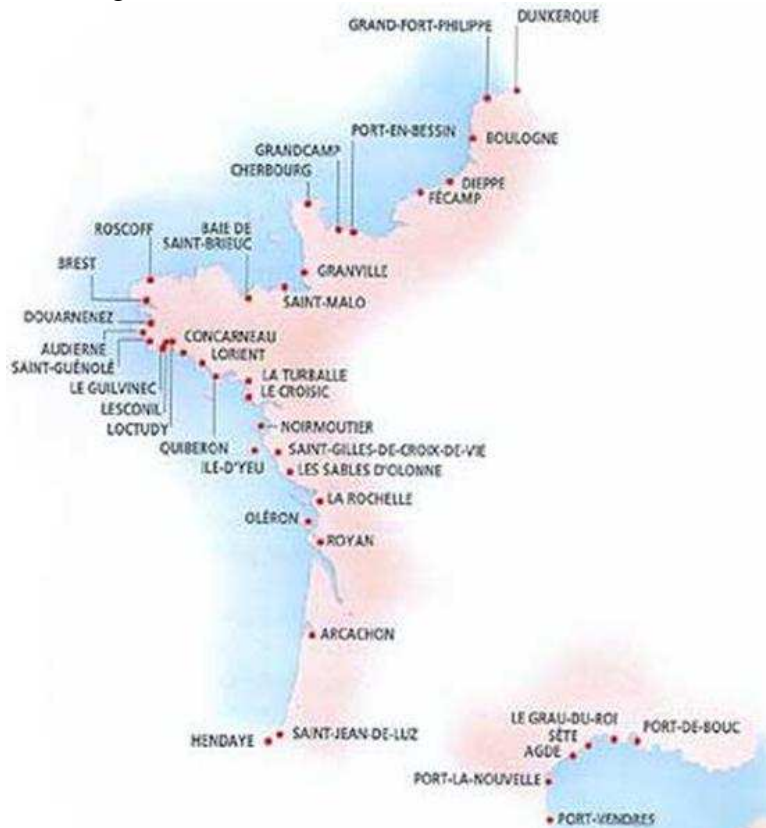 DUNKERQUE
GRAND-FORT-PHILIPPE
PORT-EN-BESSIN
BOULOGNE
GRANDCAMP
CHERBOURG
DIEPPE
FÉCAMP
ROSCOFF
BAIE DE
SAINT-BRIEUC
BREST
GRANVILLE
SAINT-MALO
DOUARNENEZ
CONCARNEAU
AUDIERNE
LORIENT
SAINT-GUÉNOLÉ
LA TURBALLE
LE GUILVINEC
LE CROISIC
LESCONIL
LOCTUDY
NOIRMOUTIER
QUIBERON
SAINT-GILLES-DE-CROIX-DE-VIE
ILE-D'YEU
LES SABLES D'OLONNE
LA ROCHELLE
OLÉRON
ROYAN
ARCACHON
SAINT-JEAN-DE-LUZ
HENDAYE
LE GRAU-DU-ROI
PORT-DE-BOUC
SÈTE
AGDE
PORT-LA-NOUVELLE
PORT-VENDRES